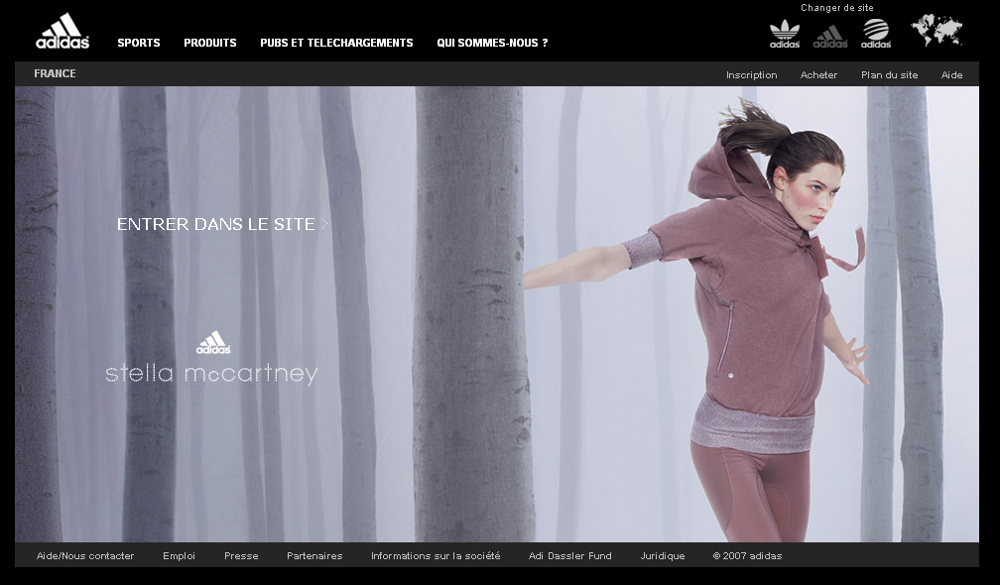 Changer de site
adidas
SPORTS PRODUITS PUBS ET TELECHARGEMENTS QUI SOMMES-NOUS ?
adidas adidas adidas
FRANCE
Inscription Acheter Plan du site Aide
ENTRER DANS LE SITE >
adidas
stella mccartney
Aide/Nous contacter Emploi Presse Partenaires Informations sur la société Adi Dassler Fund Juridique © 2007 adidas